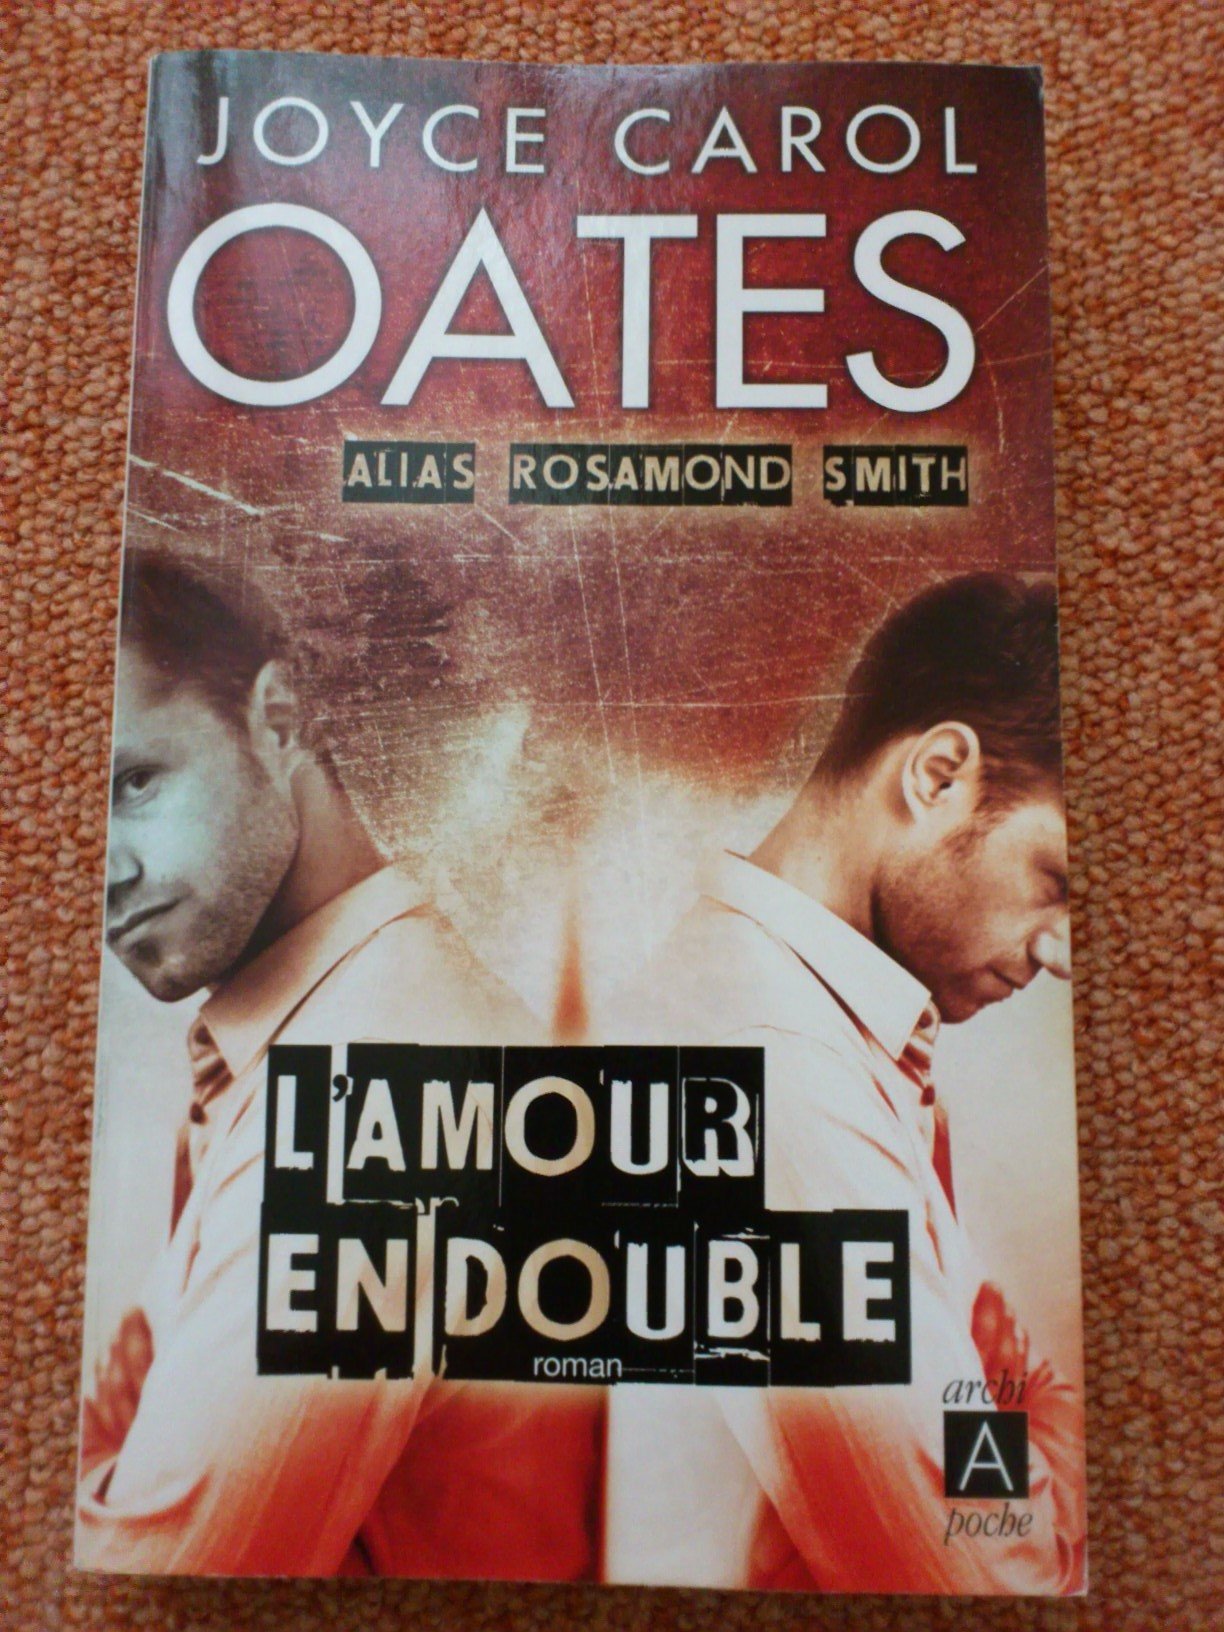 JOYCE CAROL
OATES
ALIAS ROSAMOND SMITH
L'AMOUR
EN DOUBLE
roman
archi
A
poche